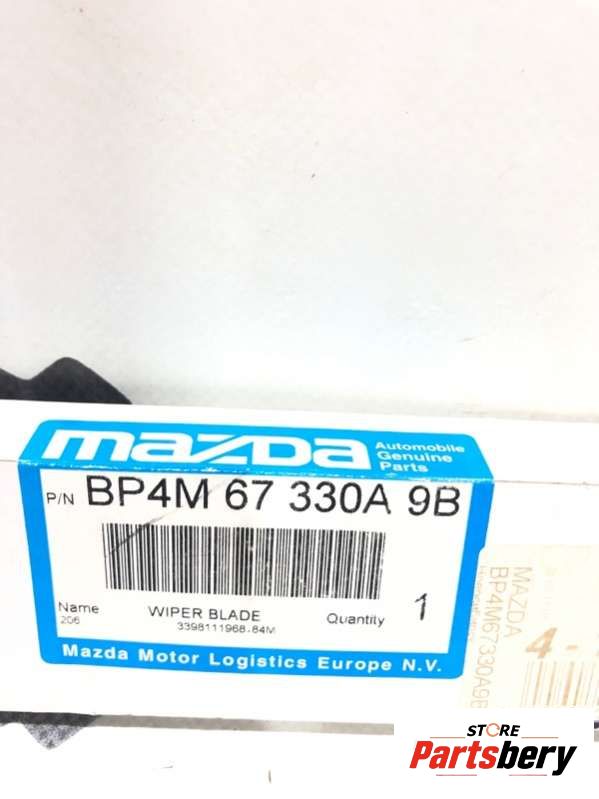 mazda
Automobile
Genuine
Parts
P/N BP4M 67 330A 9B
Name WIPER BLADE Quantity 1
206 3398111968.84M
Mazda Motor Logistics Europe N.V.
MAZDA
BP4M67330A9B
4 -
STORE
Partsbery